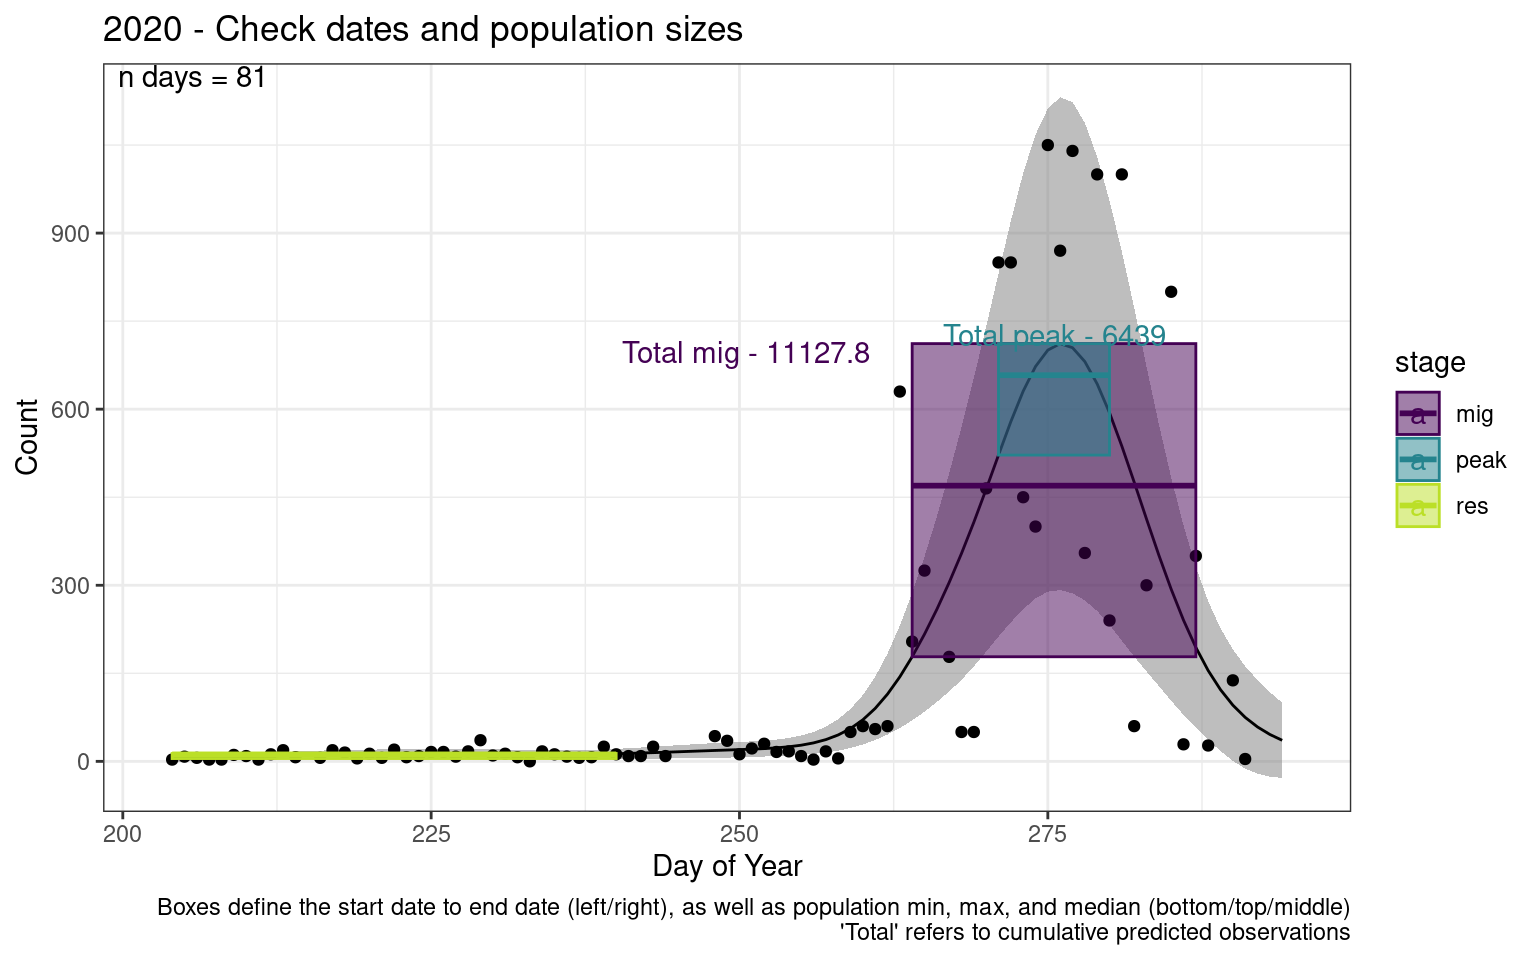 2020 - Check dates and population sizes
n days = 81
Total peak - 6439
Total mig - 11127.8
900
600
300
0
Count
200
225
250
275
Day of Year
stage
a mig
a peak
a res
Boxes define the start date to end date (left/right), as well as population min, max, and median (bottom/top/middle)
'Total' refers to cumulative predicted observations